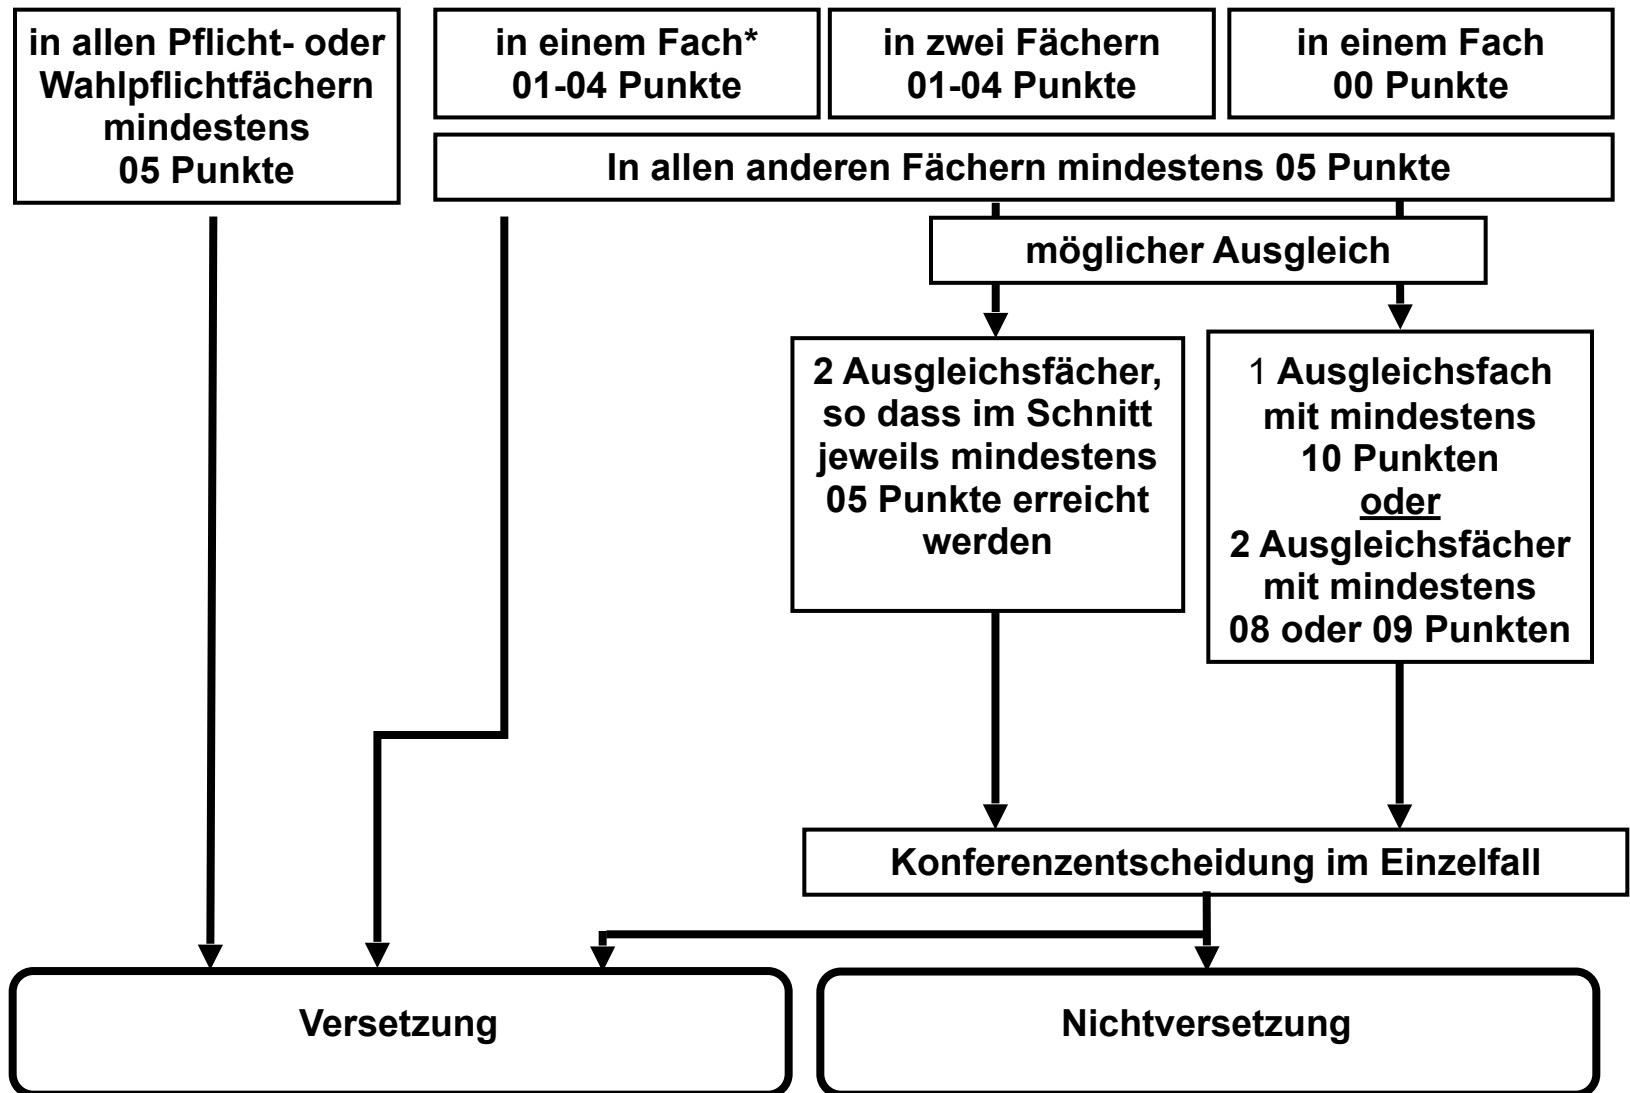 in allen Pflicht- oder
Wahlpflichtfächern
mindestens
05 Punkte
in einem Fach*
01-04 Punkte
in zwei Fächern
01-04 Punkte
in einem Fach
00 Punkte
In allen anderen Fächern mindestens 05 Punkte
möglicher Ausgleich
2 Ausgleichsfächer,
so dass im Schnitt
jeweils mindestens
05 Punkte erreicht
werden
1 Ausgleichsfach
mit mindestens
10 Punkten
oder
2 Ausgleichsfächer
mit mindestens
08 oder 09 Punkten
Konferenzentscheidung im Einzelfall
Versetzung
Nichtversetzung